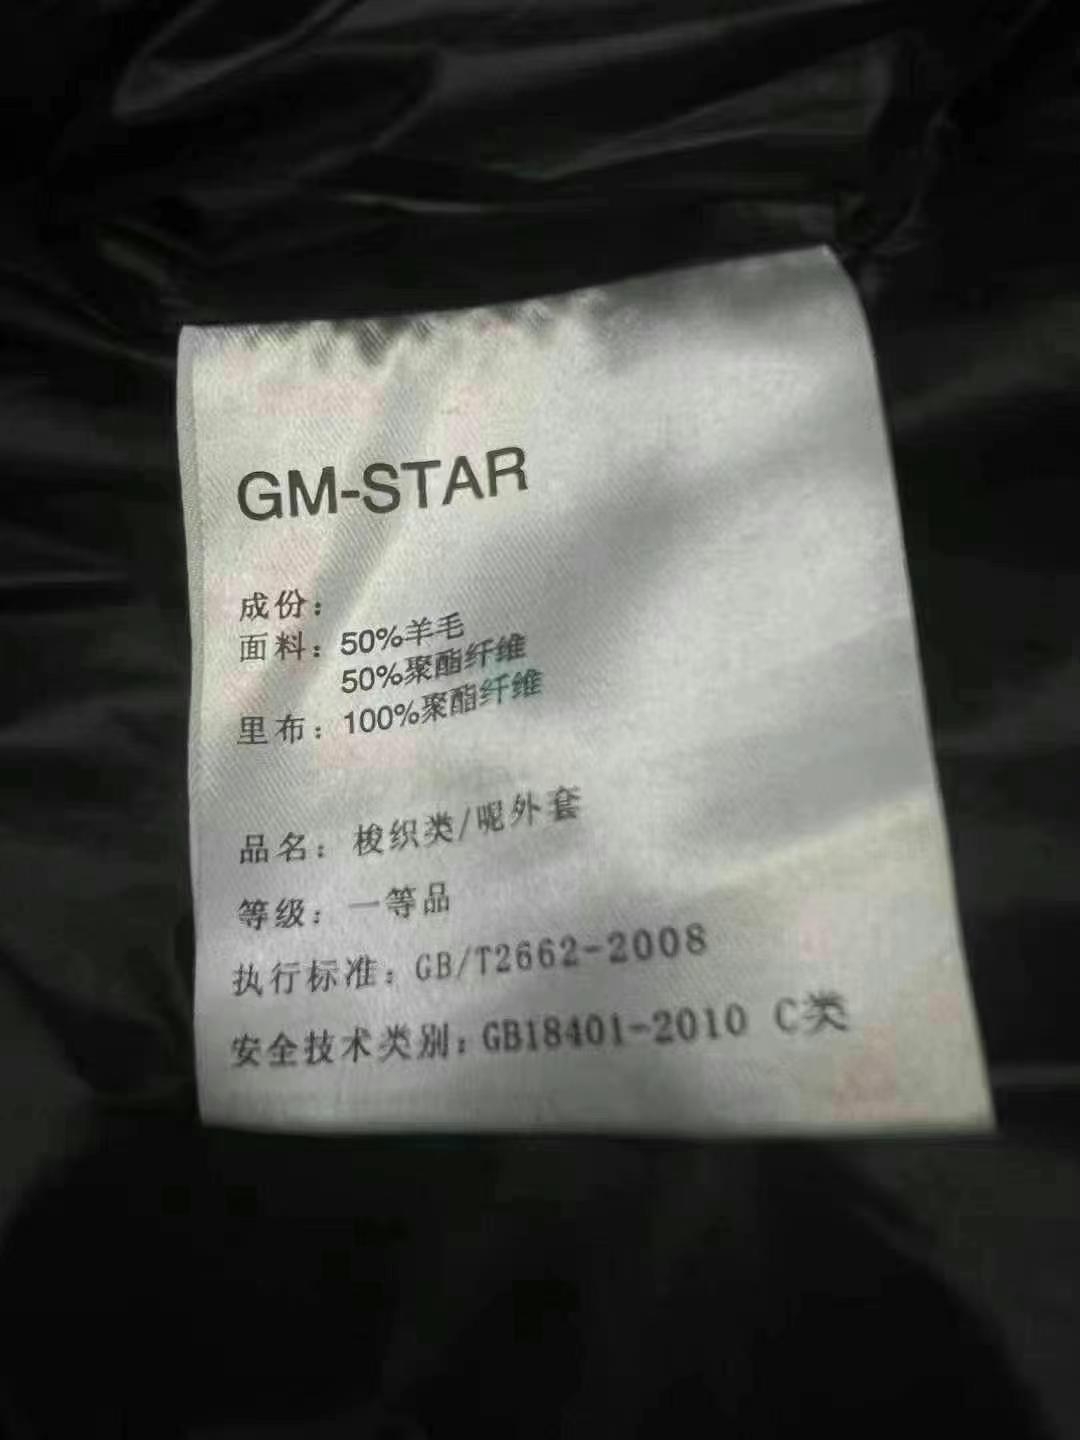 GM-STAR
成份：
面料：50%羊毛
50%聚酯纤维
里布：100%聚酯纤维
品名：梭织类/呢外套
等级：一等品
执行标准：GB/T2662-2008
安全技术类别：GB18401-2010 C类